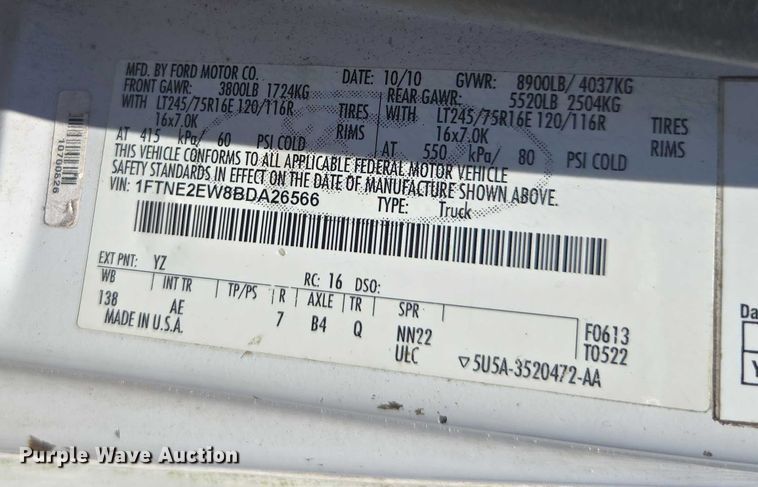 MFD. BY FORD MOTOR CO. DATE: 10/10 GVWR: 8900LB/ 4037KG
FRONT GAWR: 3800LB 1724KG REAR GAWR: 5520LB 2504KG
WITH LT245/75R16E 120/116R TIRES WITH LT245/75R16E 120/116R TIRES
16x7.0K RIMS 16x7.0K RIMS
AT 415 kPa/ 60 PSI COLD AT 550 kPa/ 80 PSI COLD
THIS VEHICLE CONFORMS TO ALL APPLICABLE FEDERAL MOTOR VEHICLE
SAFETY STANDARDS IN EFFECT ON THE DATE OF MANUFACTURE SHOWN ABOVE.
VIN: 1FTNE2EW8BDA26566 TYPE: Truck
EXT PNT: YZ RC: 16 DSO:
WB INT TR TP/PS R AXLE TR SPR
138 AE 7 B4 Q NN22 F0613
MADE IN U.S.A. ULC T0522
▽5U5A-3520472-AA
Da
Y
Purple Wave Auction